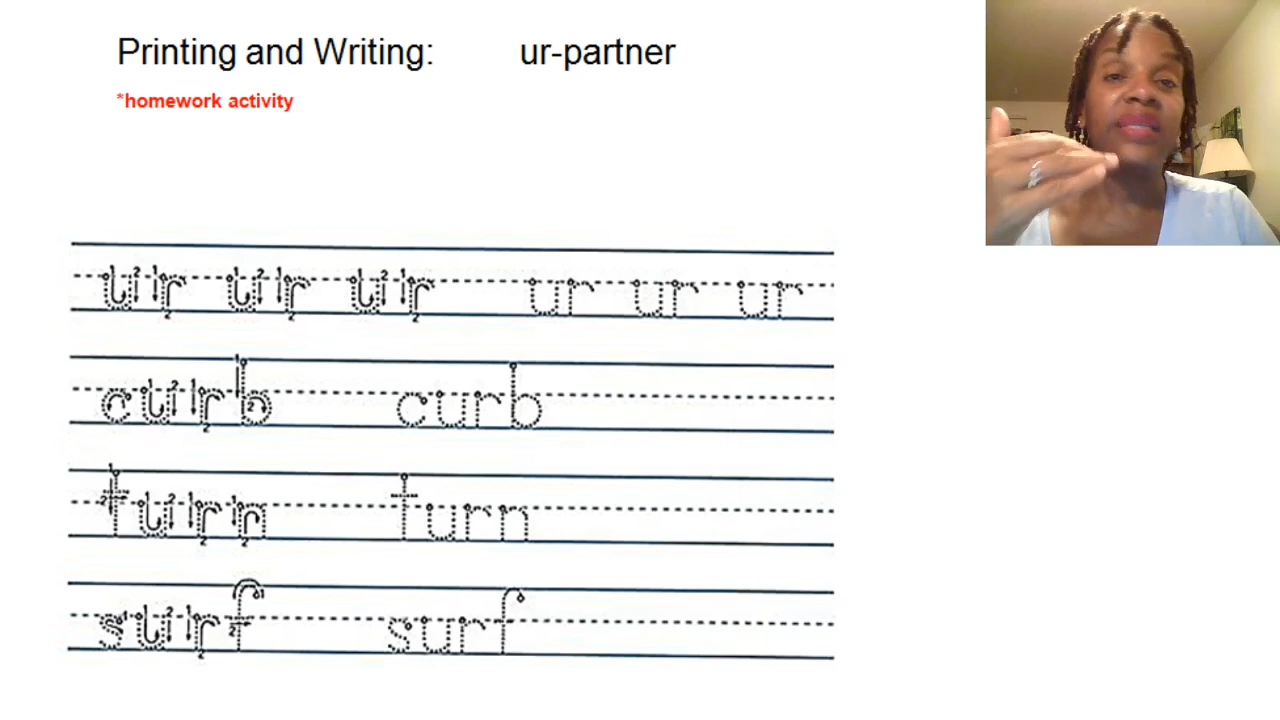 Printing and Writing: ur-partner
*homework activity
ur ur ur ur ur ur
curb curb
turn turn
surf surf